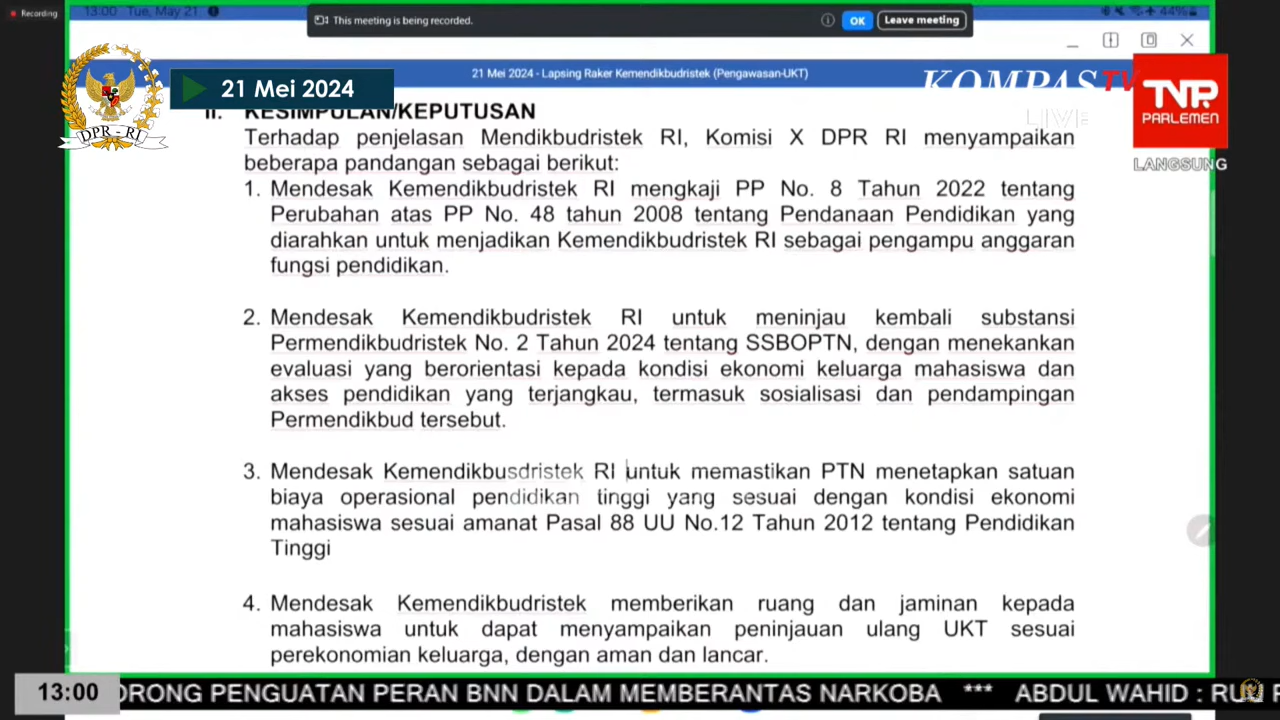 Recording
13:00 Tue, May 21
This meeting is being recorded.
OK
Leave meeting
44%
21 Mei 2024 - Lapsing Raker Kemendikbudristek (Pengawasan-UKT)
DPR - RI
21 Mei 2024
KOMPASTV
LIVE
TVR
PARLEMEN
LANGSUNG
II. KESIMPULAN/KEPUTUSAN
Terhadap penjelasan Mendikbudristek RI, Komisi X DPR RI menyampaikan
beberapa pandangan sebagai berikut:
1. Mendesak Kemendikbudristek RI mengkaji PP No. 8 Tahun 2022 tentang
Perubahan atas PP No. 48 tahun 2008 tentang Pendanaan Pendidikan yang
diarahkan untuk menjadikan Kemendikbudristek RI sebagai pengampu anggaran
fungsi pendidikan.
2. Mendesak Kemendikbudristek RI untuk meninjau kembali substansi
Permendikbudristek No. 2 Tahun 2024 tentang SSBOPTN, dengan menekankan
evaluasi yang berorientasi kepada kondisi ekonomi keluarga mahasiswa dan
akses pendidikan yang terjangkau, termasuk sosialisasi dan pendampingan
Permendikbud tersebut.
3. Mendesak Kemendikbusdristek RI untuk memastikan PTN menetapkan satuan
biaya operasional pendidikan tinggi yang sesuai dengan kondisi ekonomi
mahasiswa sesuai amanat Pasal 88 UU No.12 Tahun 2012 tentang Pendidikan
Tinggi
4. Mendesak Kemendikbudristek memberikan ruang dan jaminan kepada
mahasiswa untuk dapat menyampaikan peninjauan ulang UKT sesuai
perekonomian keluarga, dengan aman dan lancar.
13:00
ORONG PENGUATAN PERAN BNN DALAM MEMBERANTAS NARKOBA *** ABDUL WAHID :